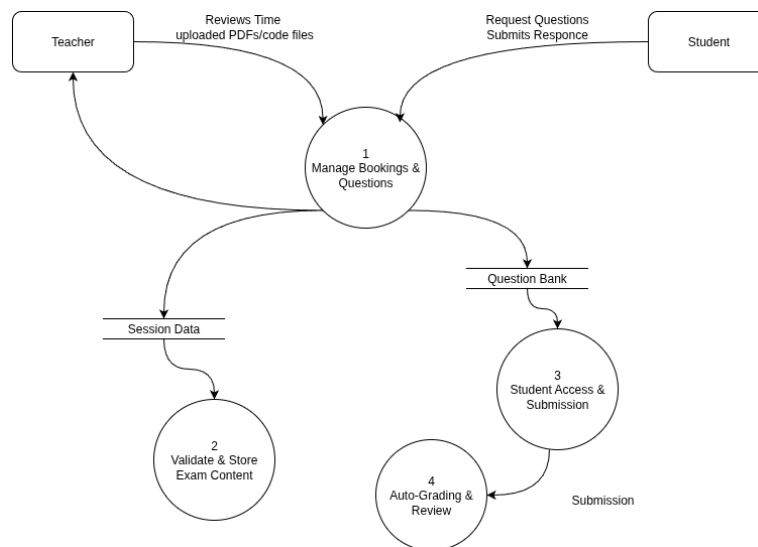 Teacher
Reviews Time
uploaded PDFs/code files
Request Questions
Submits Responce
Student
1
Manage Bookings &
Questions
Question Bank
Session Data
3
Student Access &
Submission
2
Validate & Store
Exam Content
4
Auto-Grading &
Review
Submission